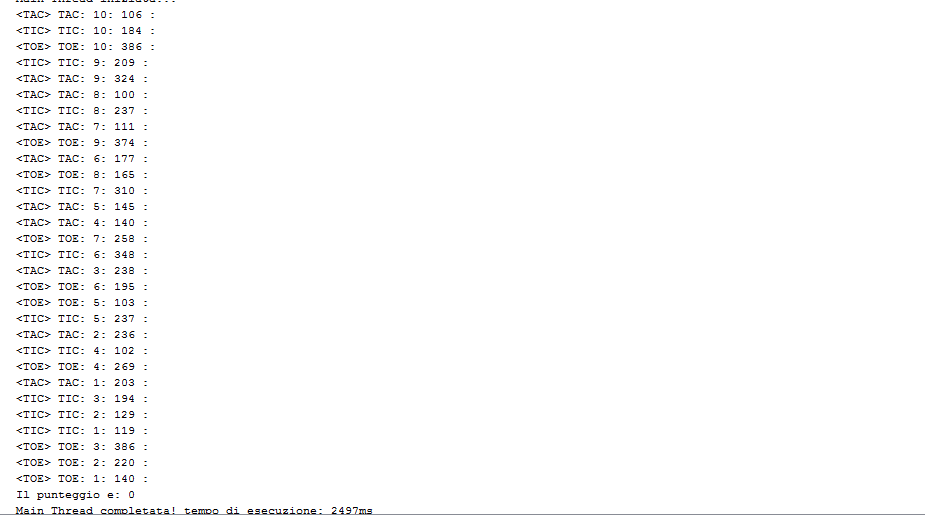 Main Thread iniziata...
<TAC> TAC: 10: 106 :
<TIC> TIC: 10: 184 :
<TOE> TOE: 10: 386 :
<TIC> TIC: 9: 209 :
<TAC> TAC: 9: 324 :
<TAC> TAC: 8: 100 :
<TIC> TIC: 8: 237 :
<TAC> TAC: 7: 111 :
<TOE> TOE: 9: 374 :
<TAC> TAC: 6: 177 :
<TOE> TOE: 8: 165 :
<TIC> TIC: 7: 310 :
<TAC> TAC: 5: 145 :
<TAC> TAC: 4: 140 :
<TOE> TOE: 7: 258 :
<TIC> TIC: 6: 348 :
<TAC> TAC: 3: 238 :
<TOE> TOE: 6: 195 :
<TOE> TOE: 5: 103 :
<TIC> TIC: 5: 237 :
<TAC> TAC: 2: 236 :
<TIC> TIC: 4: 102 :
<TOE> TOE: 4: 269 :
<TAC> TAC: 1: 203 :
<TIC> TIC: 3: 194 :
<TIC> TIC: 2: 129 :
<TIC> TIC: 1: 119 :
<TOE> TOE: 3: 386 :
<TOE> TOE: 2: 220 :
<TOE> TOE: 1: 140 :
Il punteggio e: 0
Main Thread completata! tempo di esecuzione: 2497ms